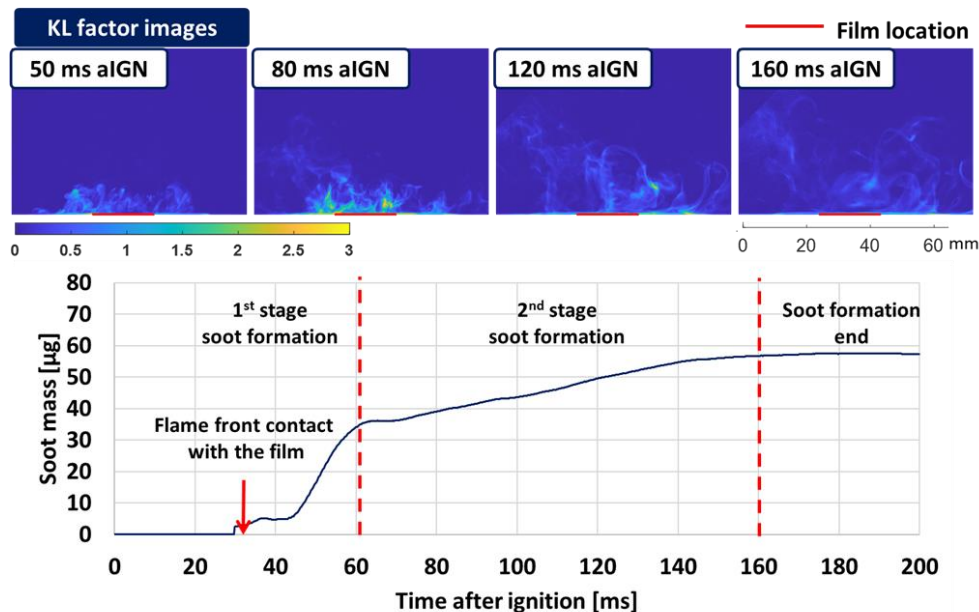 KL factor images
Film location
50 ms aIGN
80 ms aIGN
120 ms aIGN
160 ms aIGN
0 0.5 1 1.5 2 2.5 3
0 20 40 60 mm
80
70
60
50
40
30
20
10
0
Soot mass [µg]
1st stage
soot formation
2nd stage
soot formation
Soot formation
end
Flame front contact
with the film
0 20 40 60 80 100 120 140 160 180 200
Time after ignition [ms]